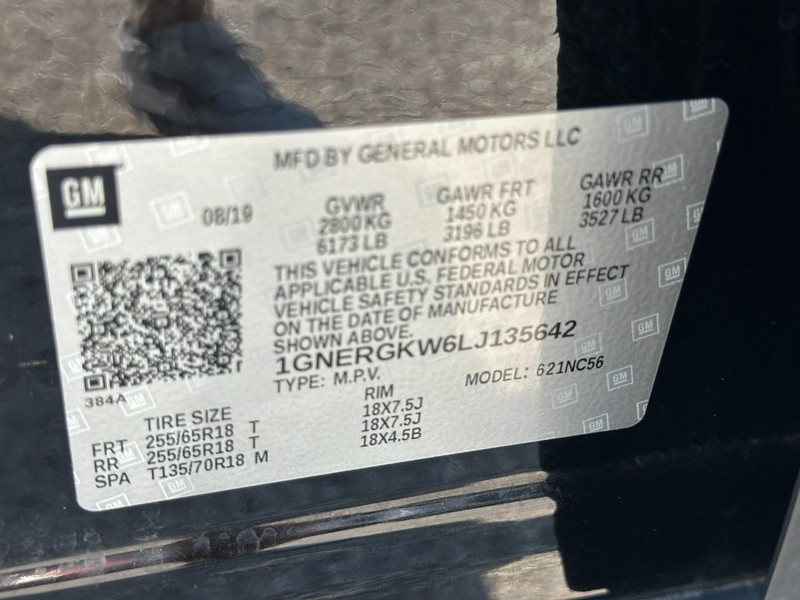 GM
MFD BY GENERAL MOTORS LLC
08/19
GVWR GAWR FRT GAWR RR
2800KG 1450 KG 1600 KG
6173 LB 3196 LB 3527 LB
THIS VEHICLE CONFORMS TO ALL
APPLICABLE U.S. FEDERAL MOTOR
VEHICLE SAFETY STANDARDS IN EFFECT
ON THE DATE OF MANUFACTURE
SHOWN ABOVE.
1GNERGKW6LJ135642
TYPE: M.P.V. MODEL: 621NC56
384A
TIRE SIZE RIM
FRT 255/65R18 T 18X7.5J
RR 255/65R18 T 18X7.5J
SPA T135/70R18 M 18X4.5B